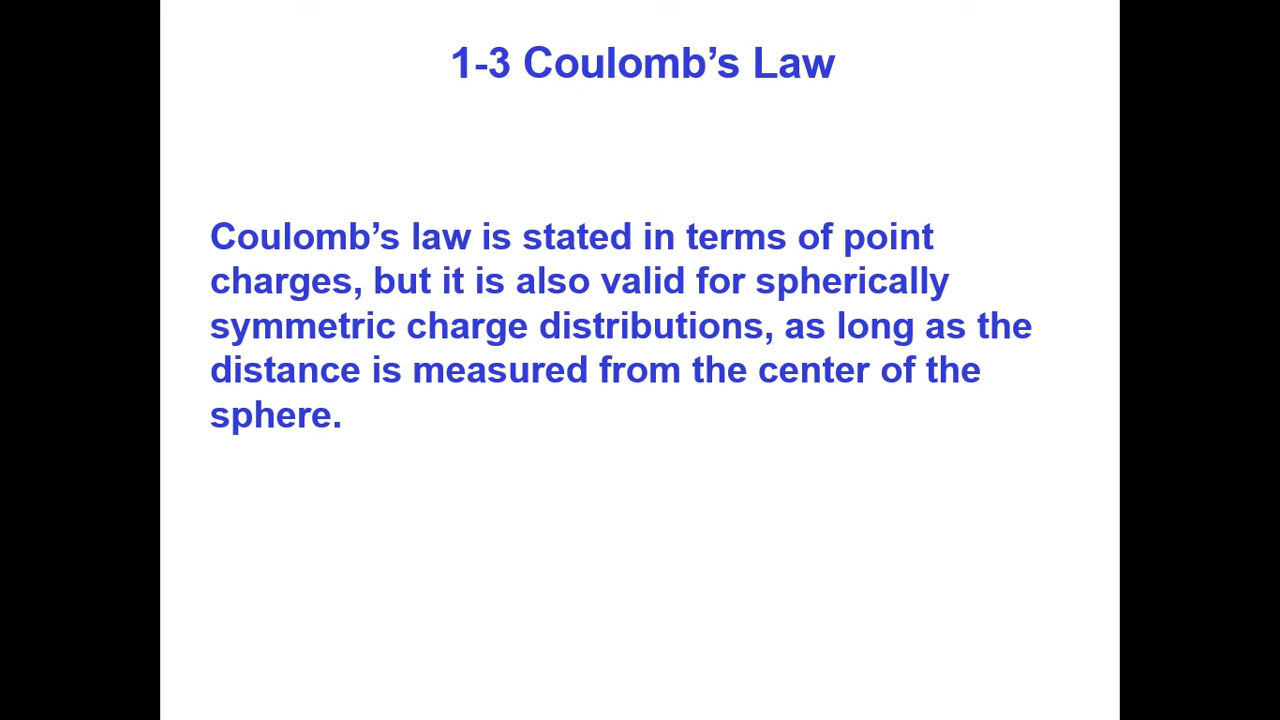 1-3 Coulomb’s Law
Coulomb’s law is stated in terms of point
charges, but it is also valid for spherically
symmetric charge distributions, as long as the
distance is measured from the center of the
sphere.